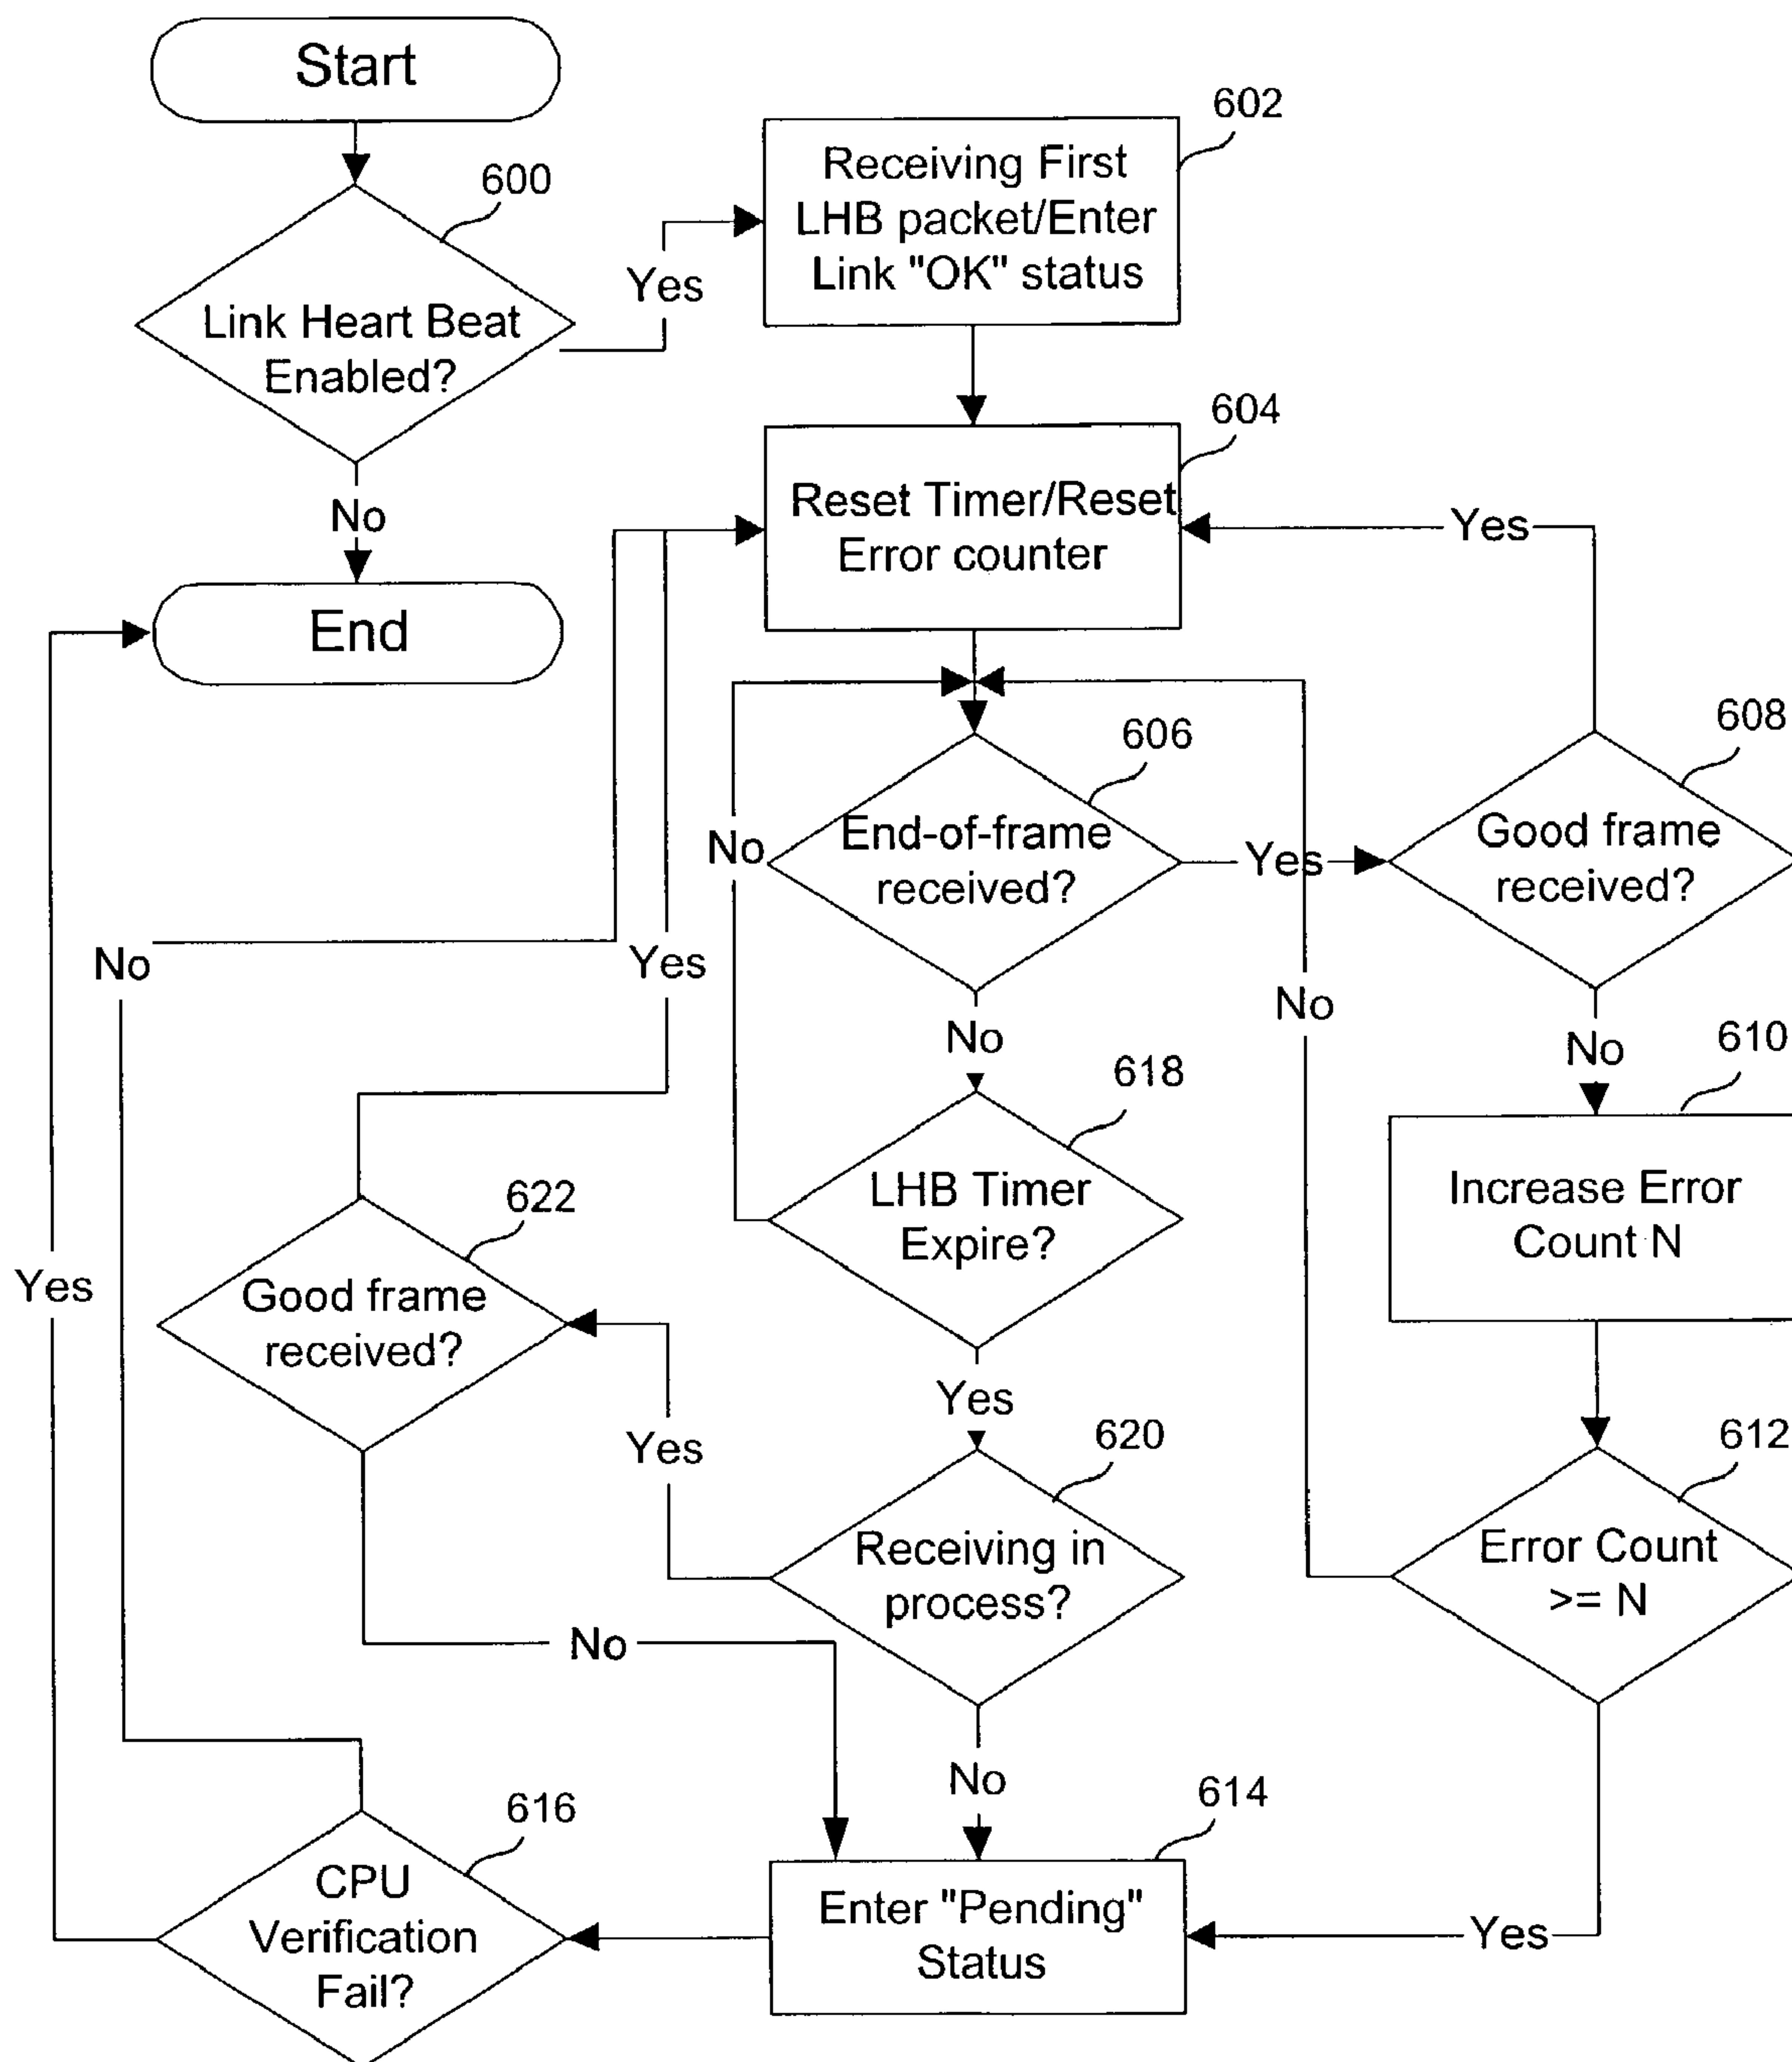 Start
600
Link Heart Beat
Enabled?
Yes
No
End
602
Receiving First
LHB packet/Enter
Link "OK" status
604
Reset Timer/Reset
Error counter
Yes
606
End-of-frame
received?
No
Yes
608
Good frame
received?
No
Yes
No
No
No
610
Increase Error
Count N
618
LHB Timer
Expire?
622
Good frame
received?
Yes
Yes
Yes
620
Receiving in
process?
612
Error Count
>= N
No
No
614
Enter "Pending"
Status
Yes
616
CPU
Verification
Fail?